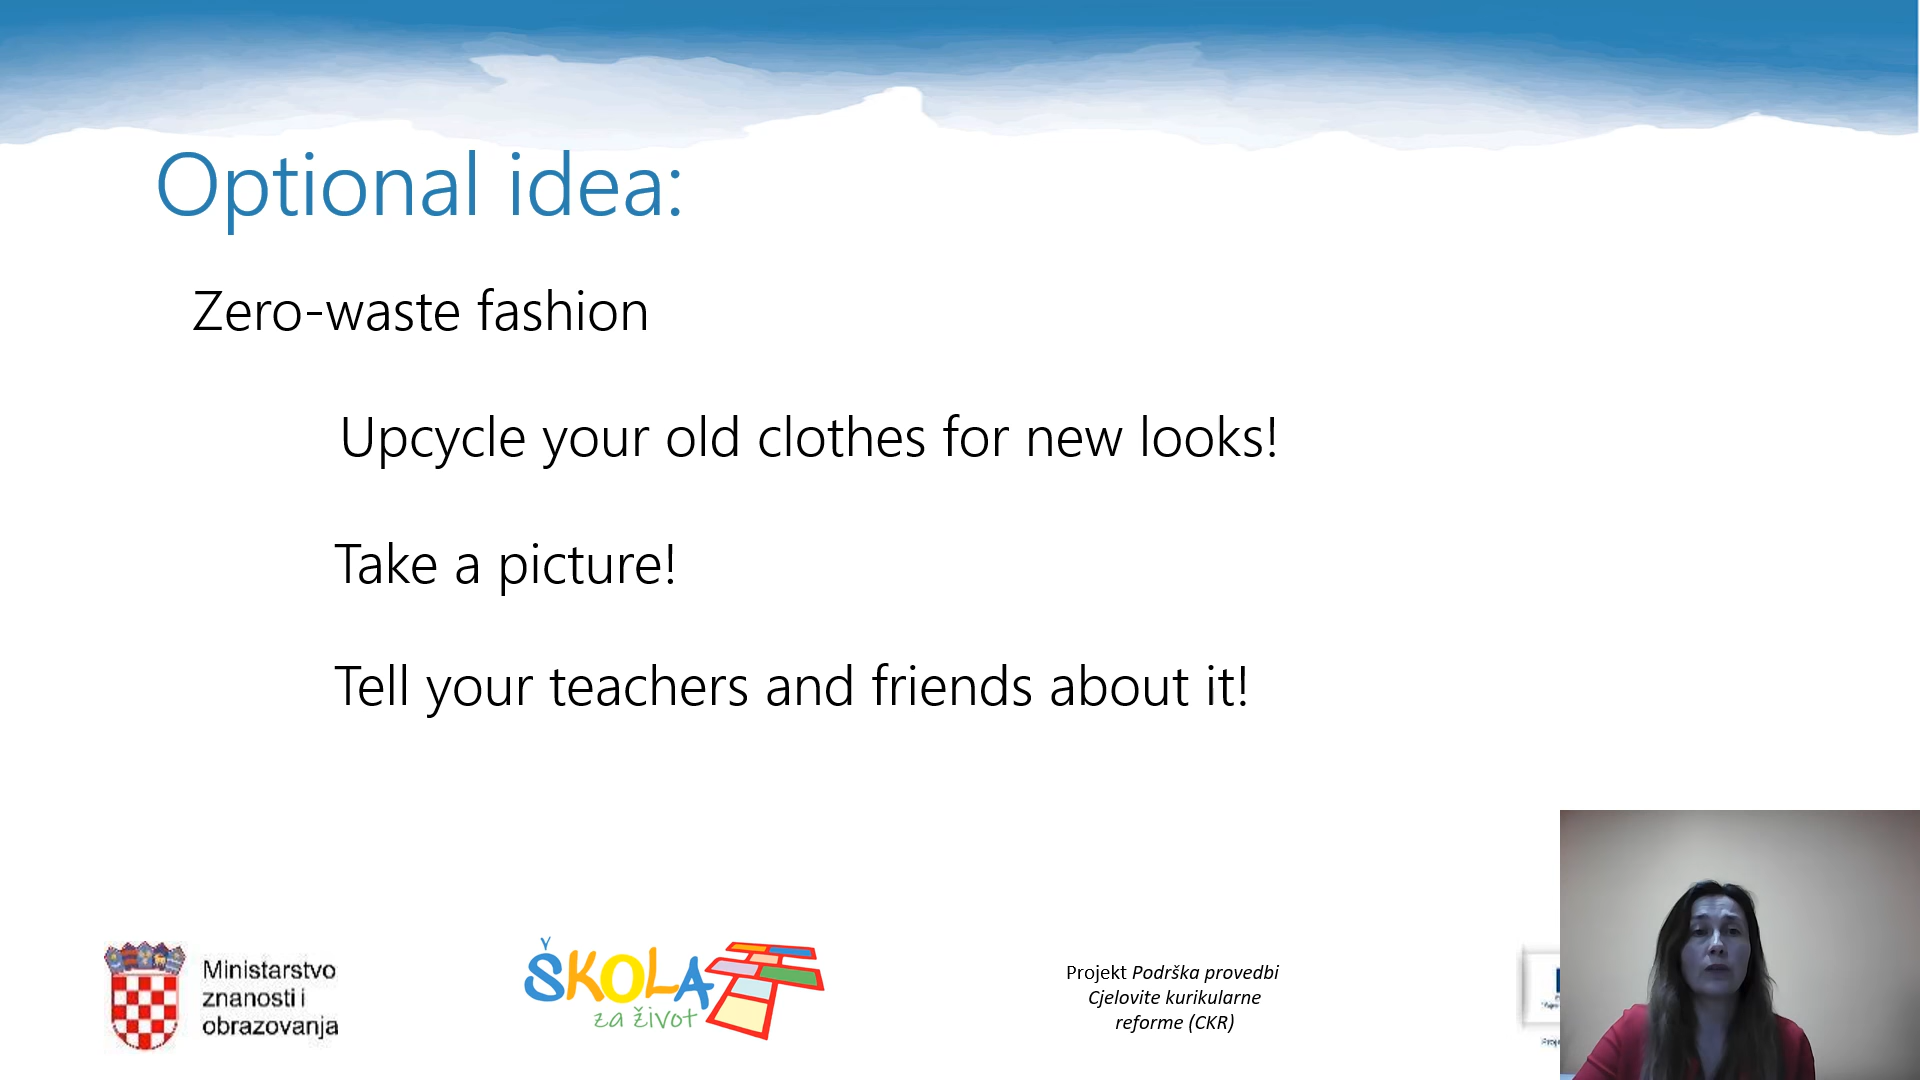 Optional idea:
Zero-waste fashion
Upcycle your old clothes for new looks!
Take a picture!
Tell your teachers and friends about it!
Ministarstvo
znanosti i
obrazovanja
ŠKOLA
za život
Projekt Podrška provedbi
Cjelovite kurikularne
reforme (CKR)